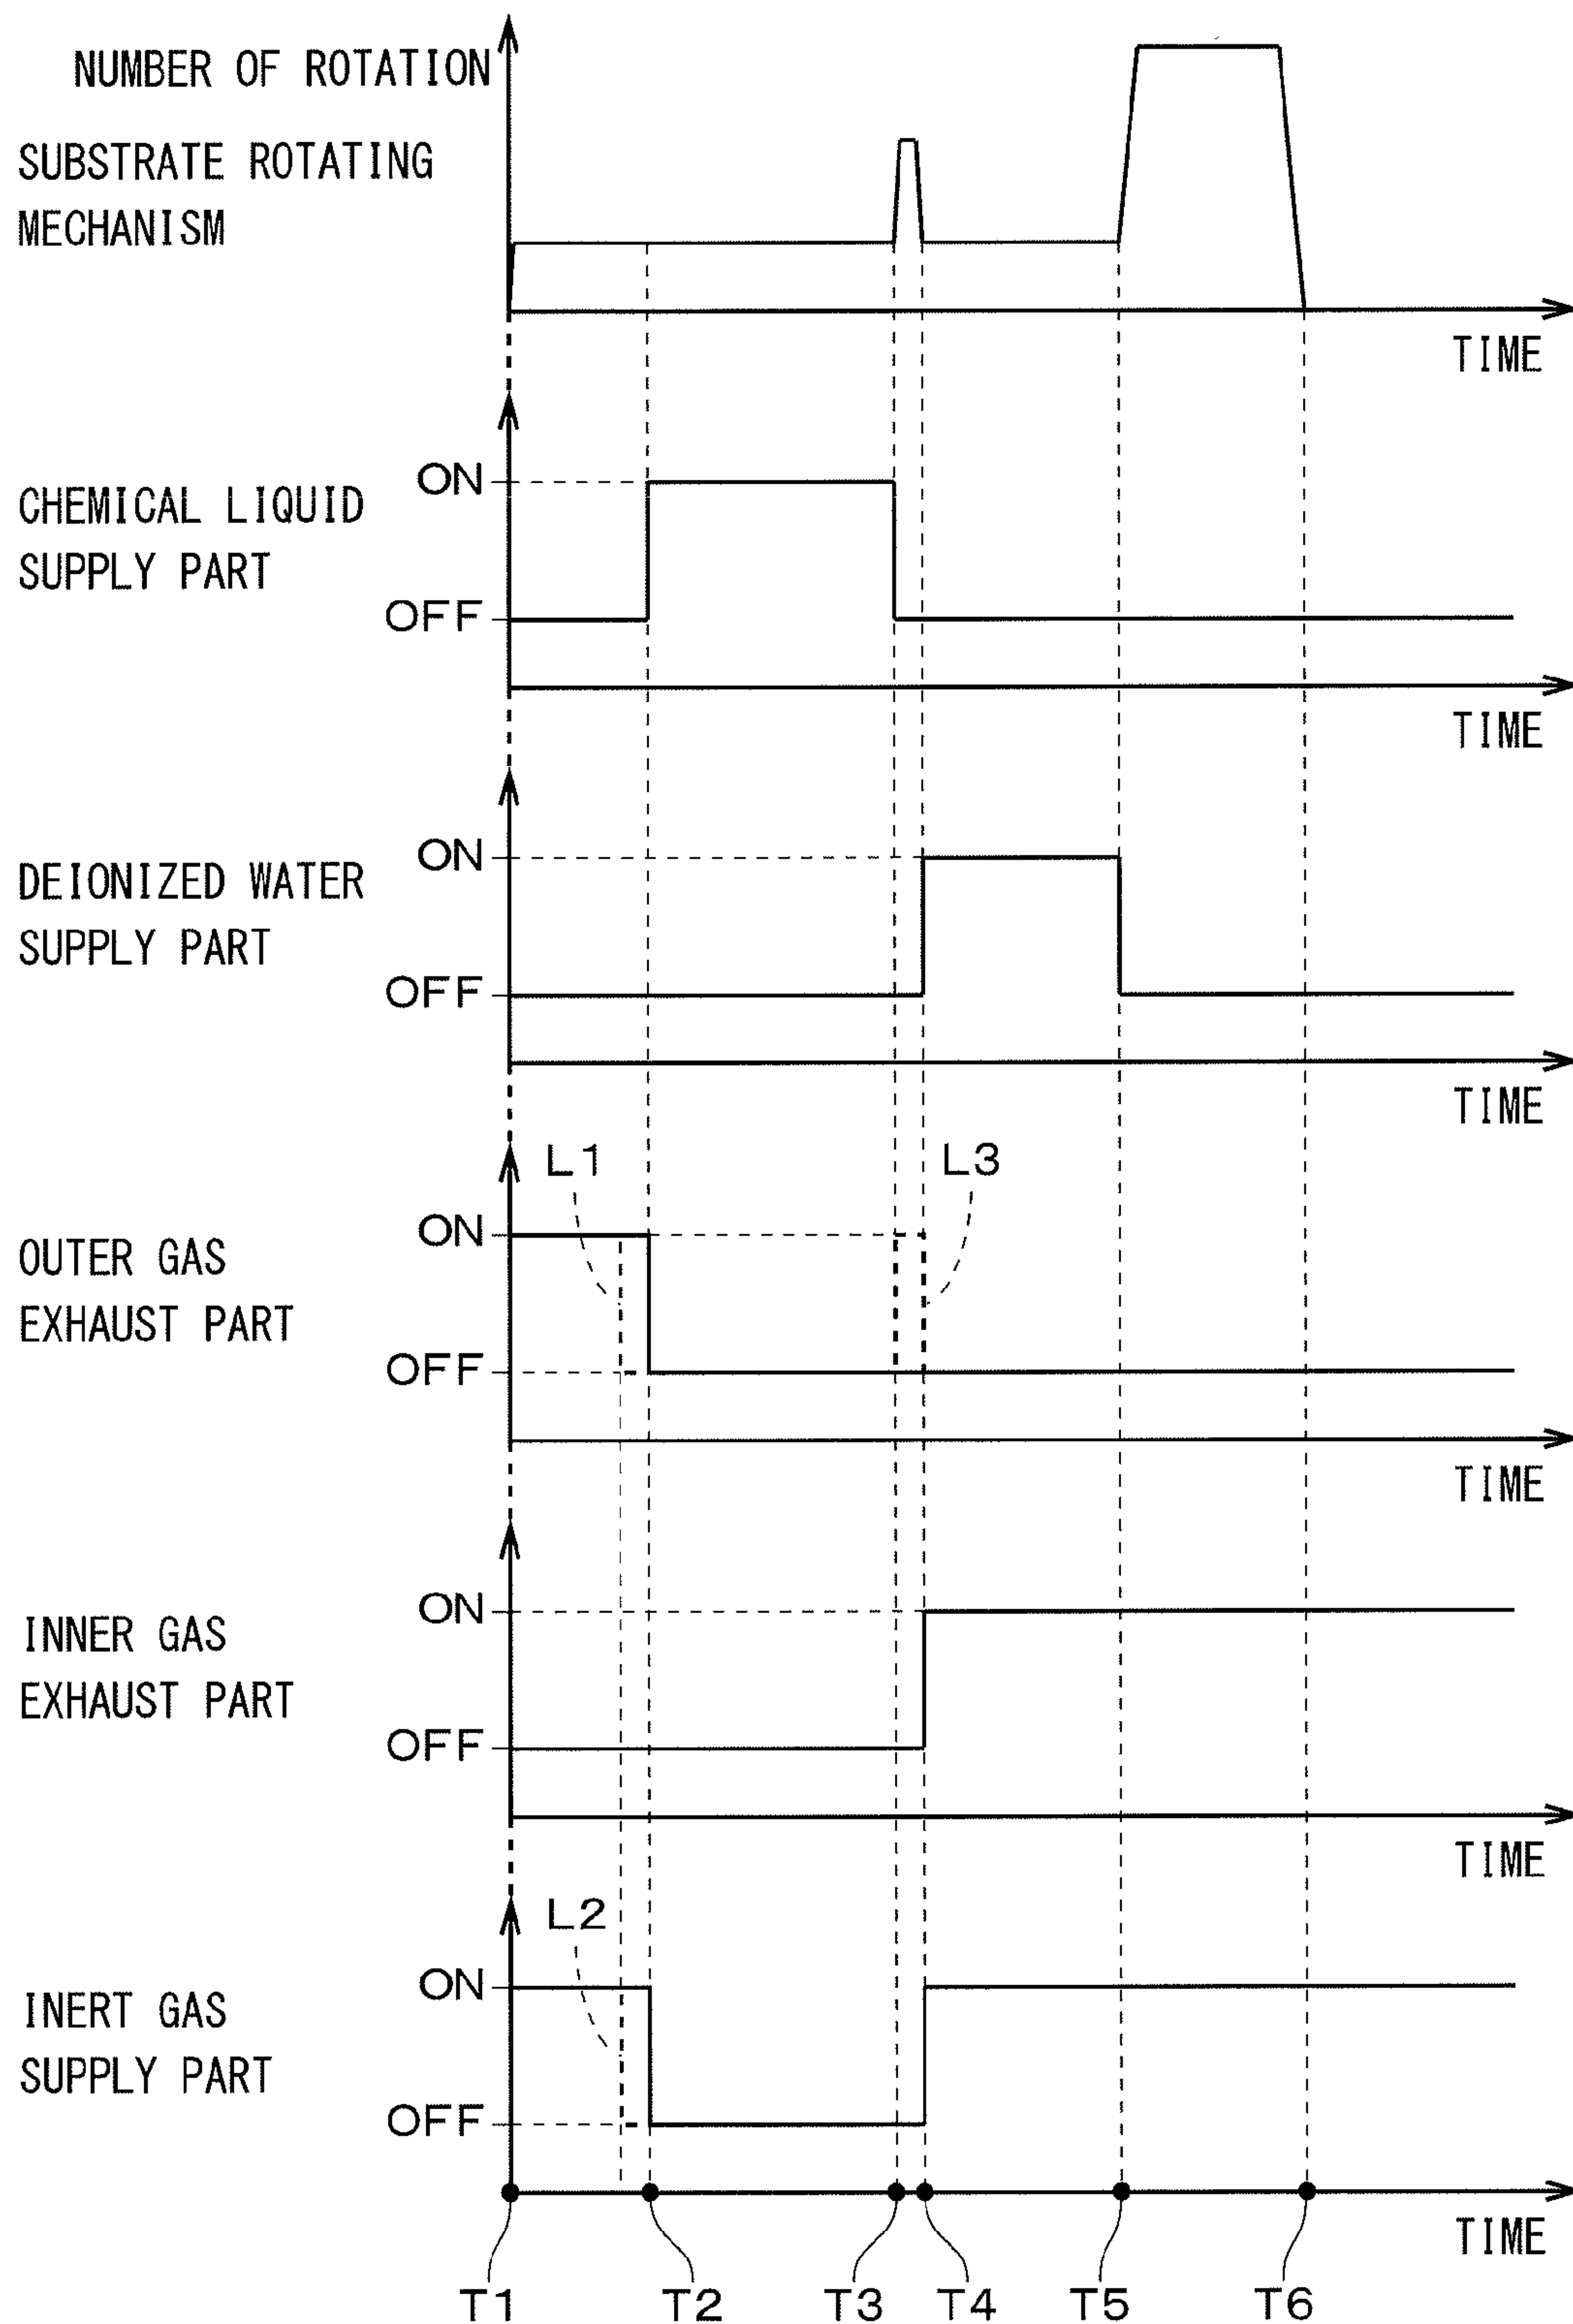 NUMBER OF ROTATION
SUBSTRATE ROTATING
MECHANISM
TIME
CHEMICAL LIQUID
SUPPLY PART
ON
OFF
TIME
DEIONIZED WATER
SUPPLY PART
ON
OFF
TIME
OUTER GAS
EXHAUST PART
ON
OFF
L1
L3
TIME
INNER GAS
EXHAUST PART
ON
OFF
TIME
INERT GAS
SUPPLY PART
ON
OFF
L2
TIME
T1 T2 T3 T4 T5 T6